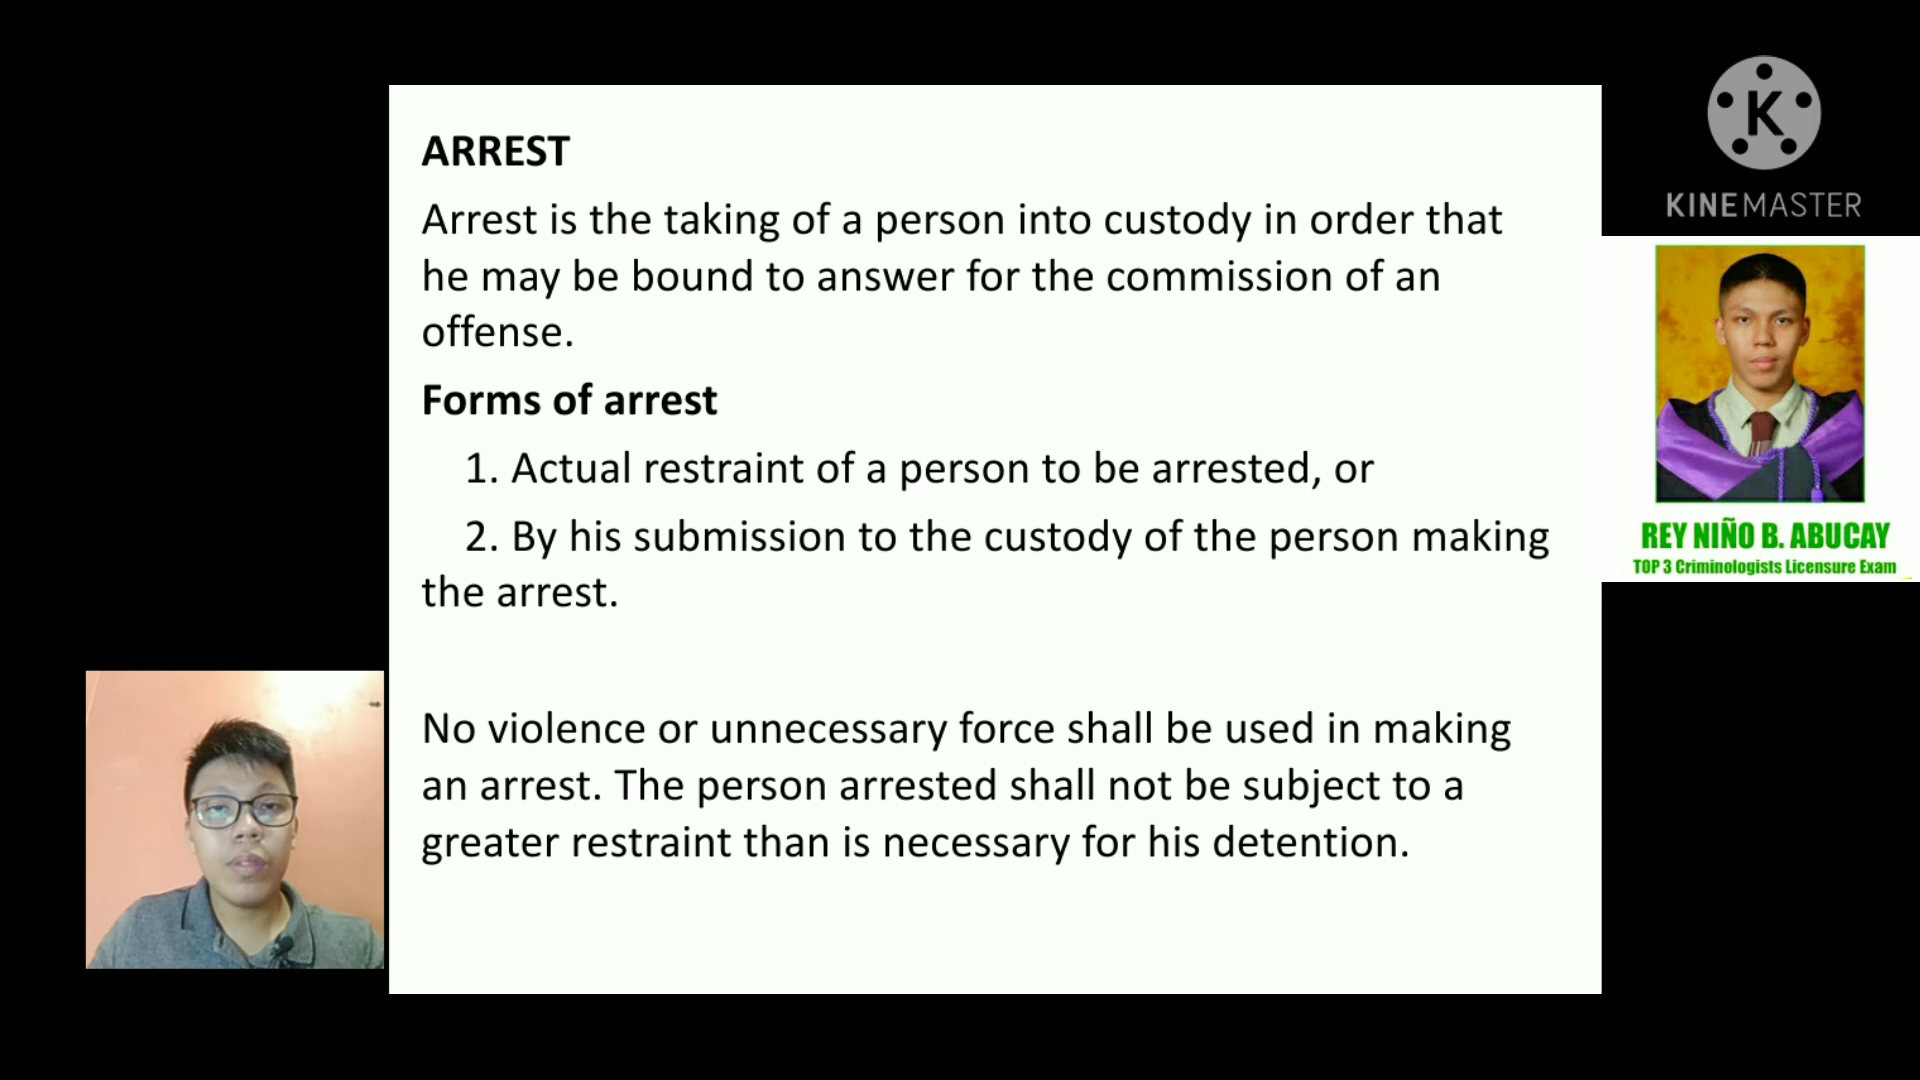 ARREST
Arrest is the taking of a person into custody in order that
he may be bound to answer for the commission of an
offense.
Forms of arrest
1. Actual restraint of a person to be arrested, or
2. By his submission to the custody of the person making
the arrest.
No violence or unnecessary force shall be used in making
an arrest. The person arrested shall not be subject to a
greater restraint than is necessary for his detention.
K
KINEMASTER
REY NIÑO B. ABUCAY
TOP 3 Criminologists Licensure Exam